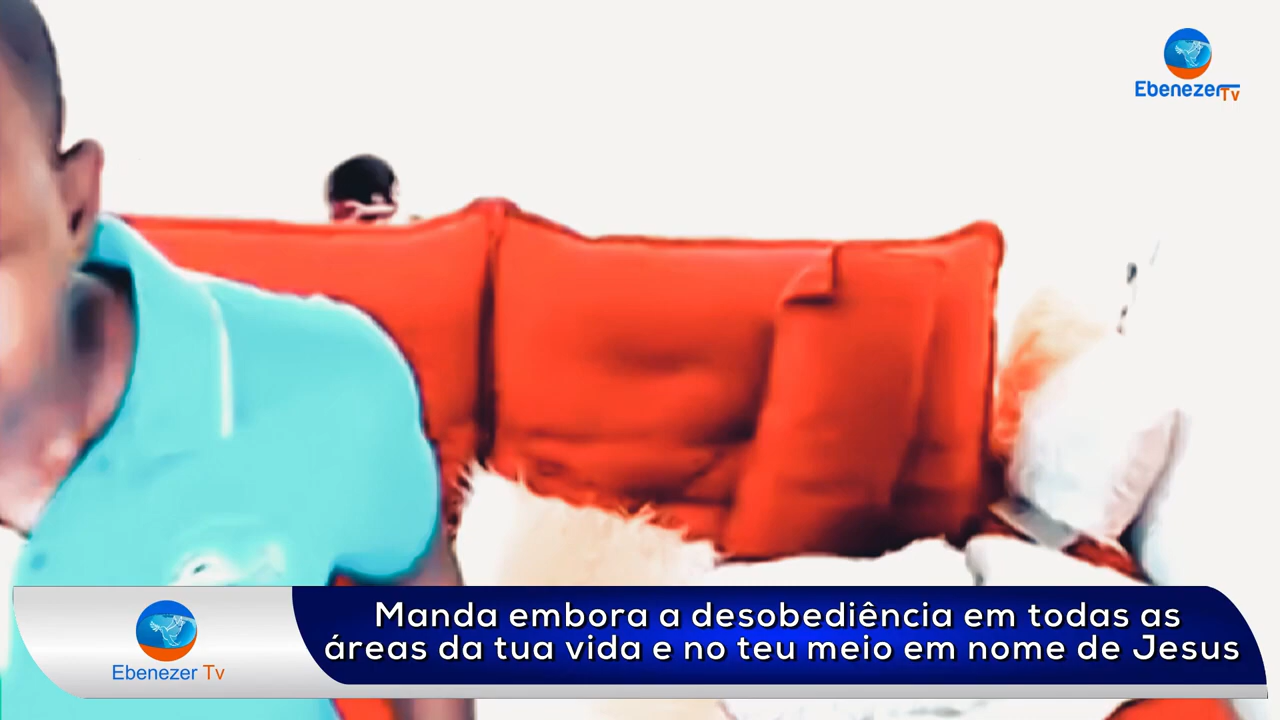 Ebenezer Tv
Manda embora a desobediência em todas as
áreas da tua vida e no teu meio em nome de Jesus
Ebenezer Tv